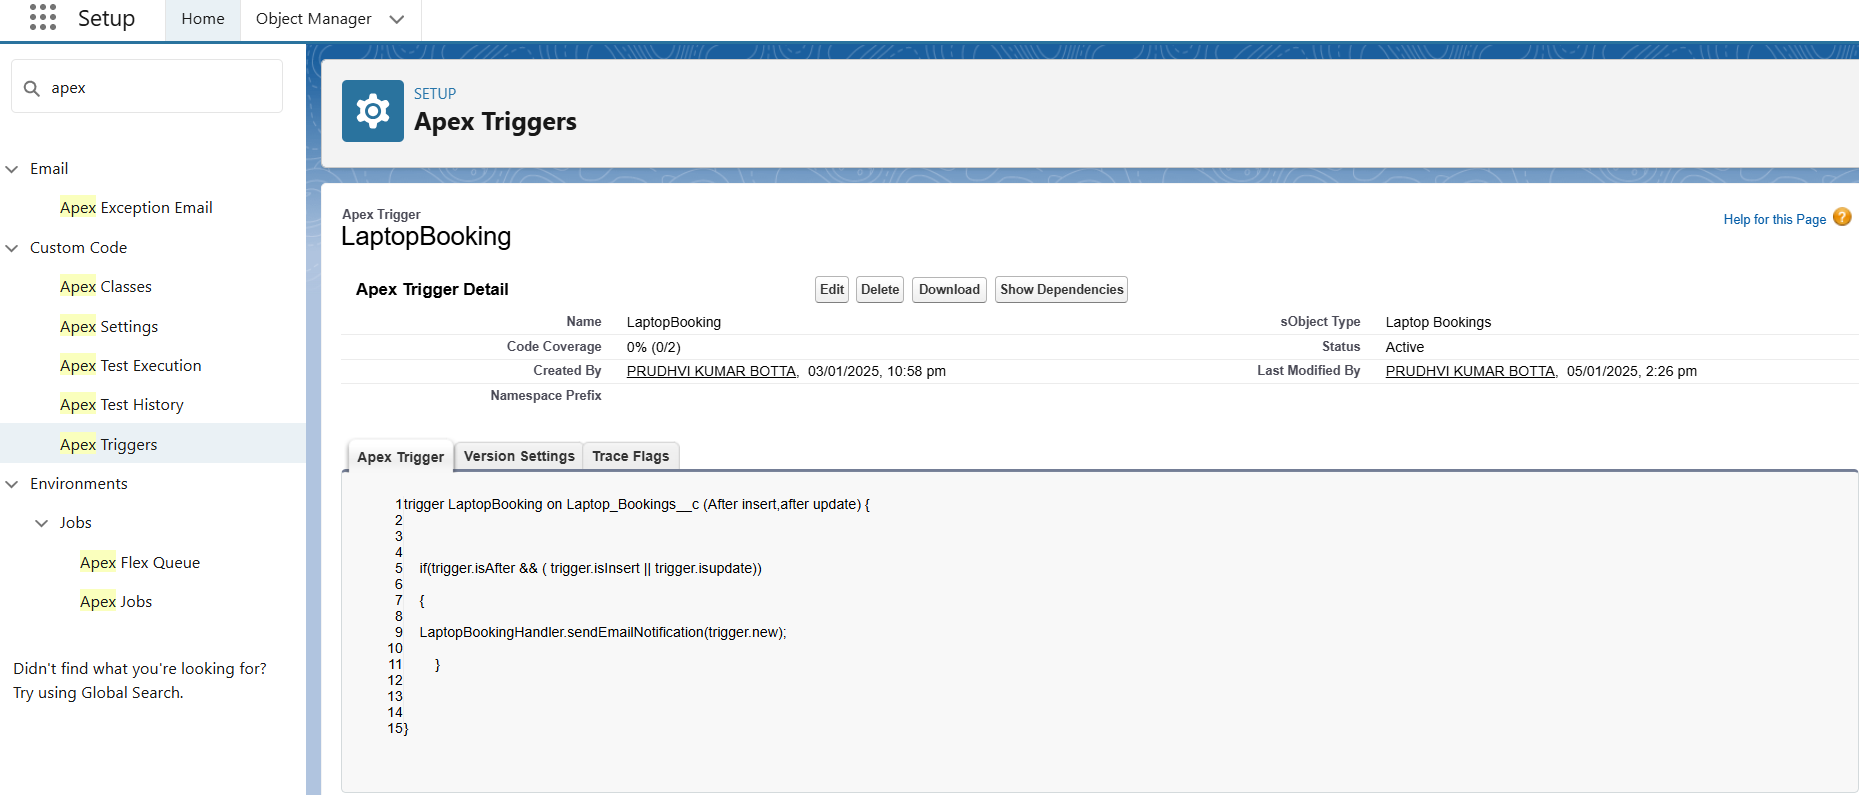 Setup
Home
Object Manager
apex
Email
Apex Exception Email
Custom Code
Apex Classes
Apex Settings
Apex Test Execution
Apex Test History
Apex Triggers
Environments
Jobs
Apex Flex Queue
Apex Jobs
Didn't find what you're looking for?
Try using Global Search.
SETUP
Apex Triggers
Apex Trigger
LaptopBooking
Help for this Page ?
Apex Trigger Detail
Edit Delete Download Show Dependencies
Name LaptopBooking sObject Type Laptop Bookings
Code Coverage 0% (0/2) Status Active
Created By PRUDHVI KUMAR BOTTA, 03/01/2025, 10:58 pm Last Modified By PRUDHVI KUMAR BOTTA, 05/01/2025, 2:26 pm
Namespace Prefix
Apex Trigger Version Settings Trace Flags
1trigger LaptopBooking on Laptop_Bookings__c (After insert,after update) {
2
3
4
5 if(trigger.isAfter && ( trigger.isInsert || trigger.isupdate))
6
7 {
8
9 LaptopBookingHandler.sendEmailNotification(trigger.new);
10
11 }
12
13
14
15}